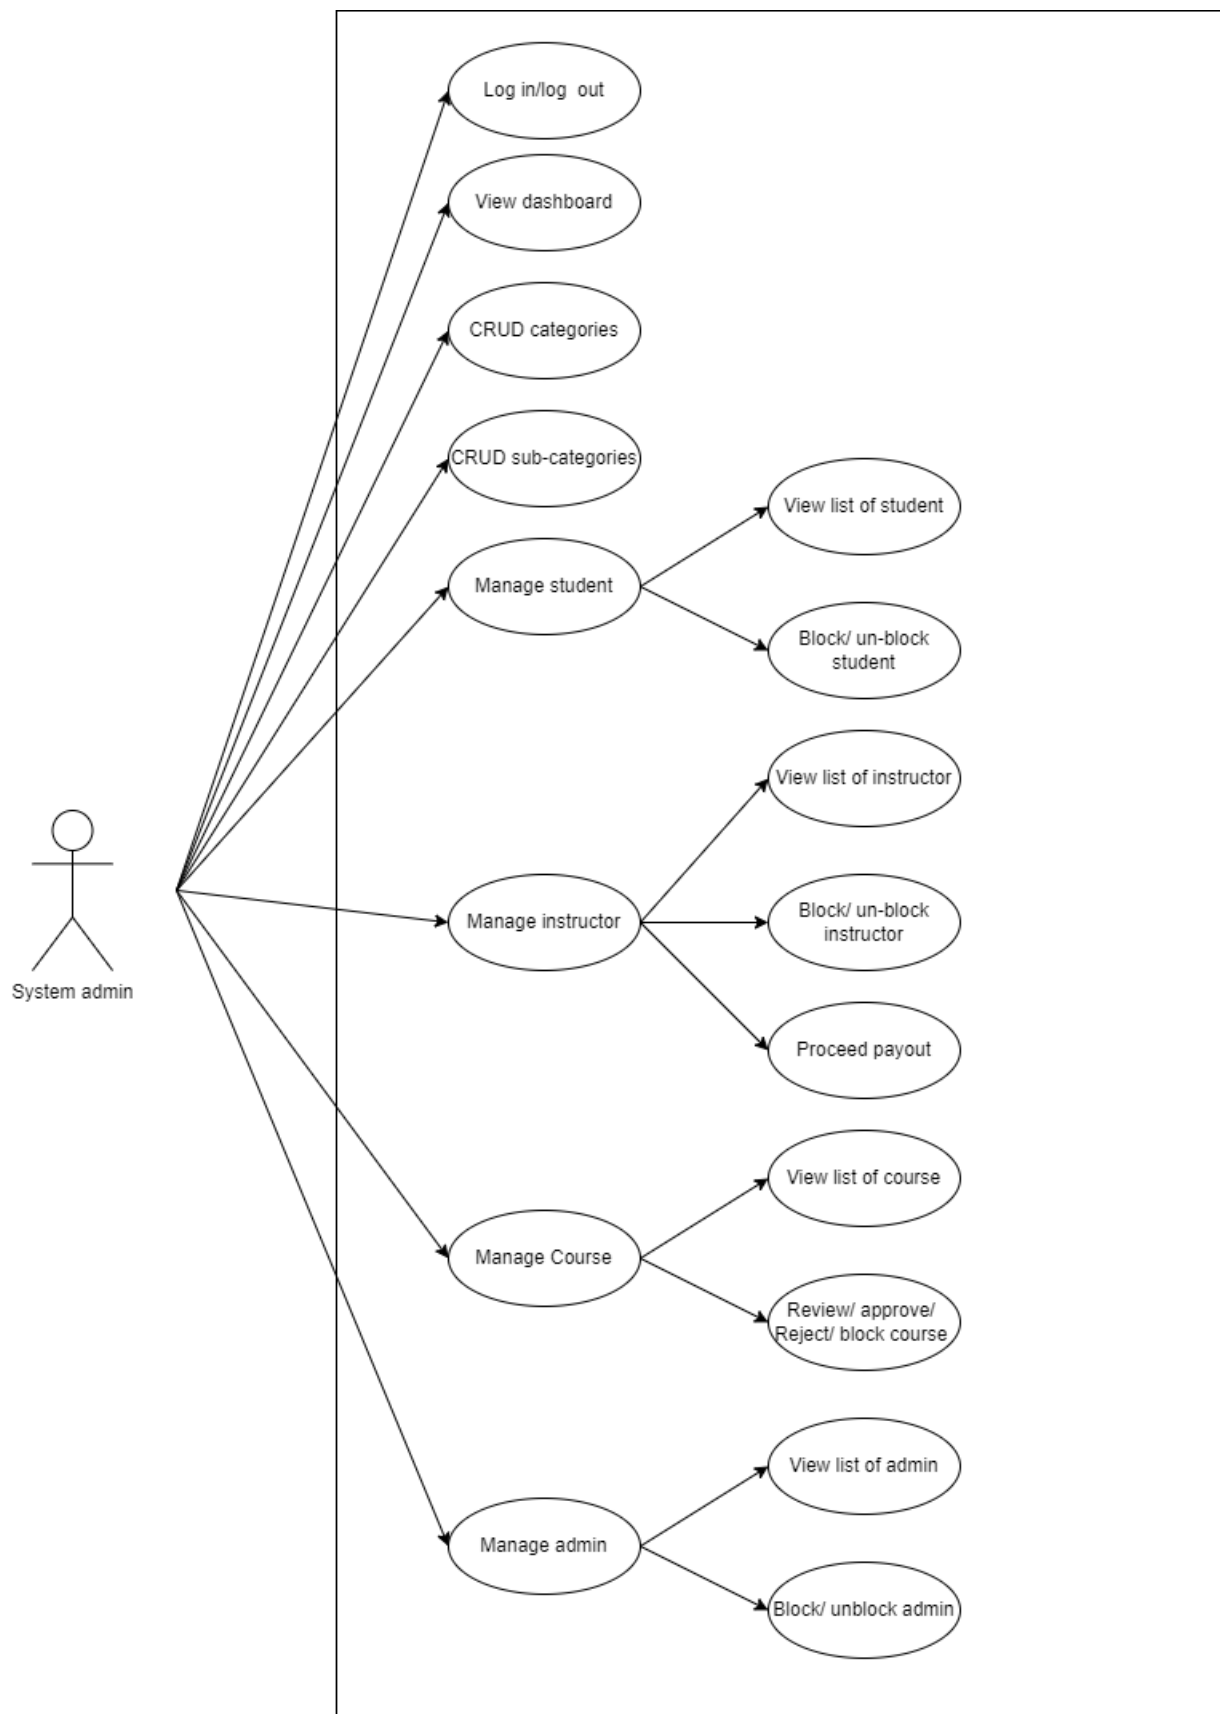 Log in/log  out
View dashboard
CRUD categories
CRUD sub-categories
View list of student
Manage student
Block/ un-block
student
View list of instructor
Manage instructor
Block/ un-block
instructor
System admin
Proceed payout
View list of course
Manage Course
Review/ approve/
Reject/ block course
View list of admin
Manage admin
Block/ unblock admin